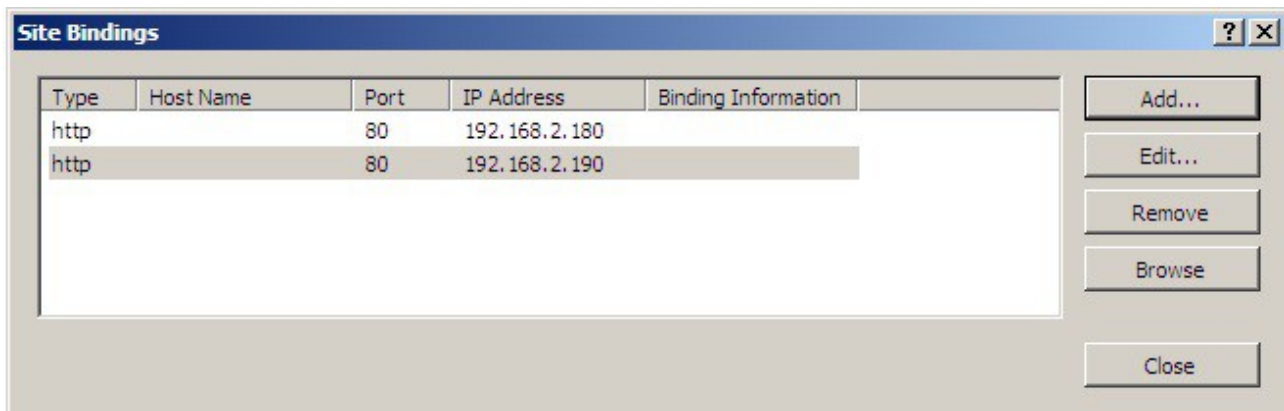 Site Bindings
? X
Type Host Name Port IP Address Binding Information
http 80 192.168.2.180
http 80 192.168.2.190
Add...
Edit...
Remove
Browse
Close